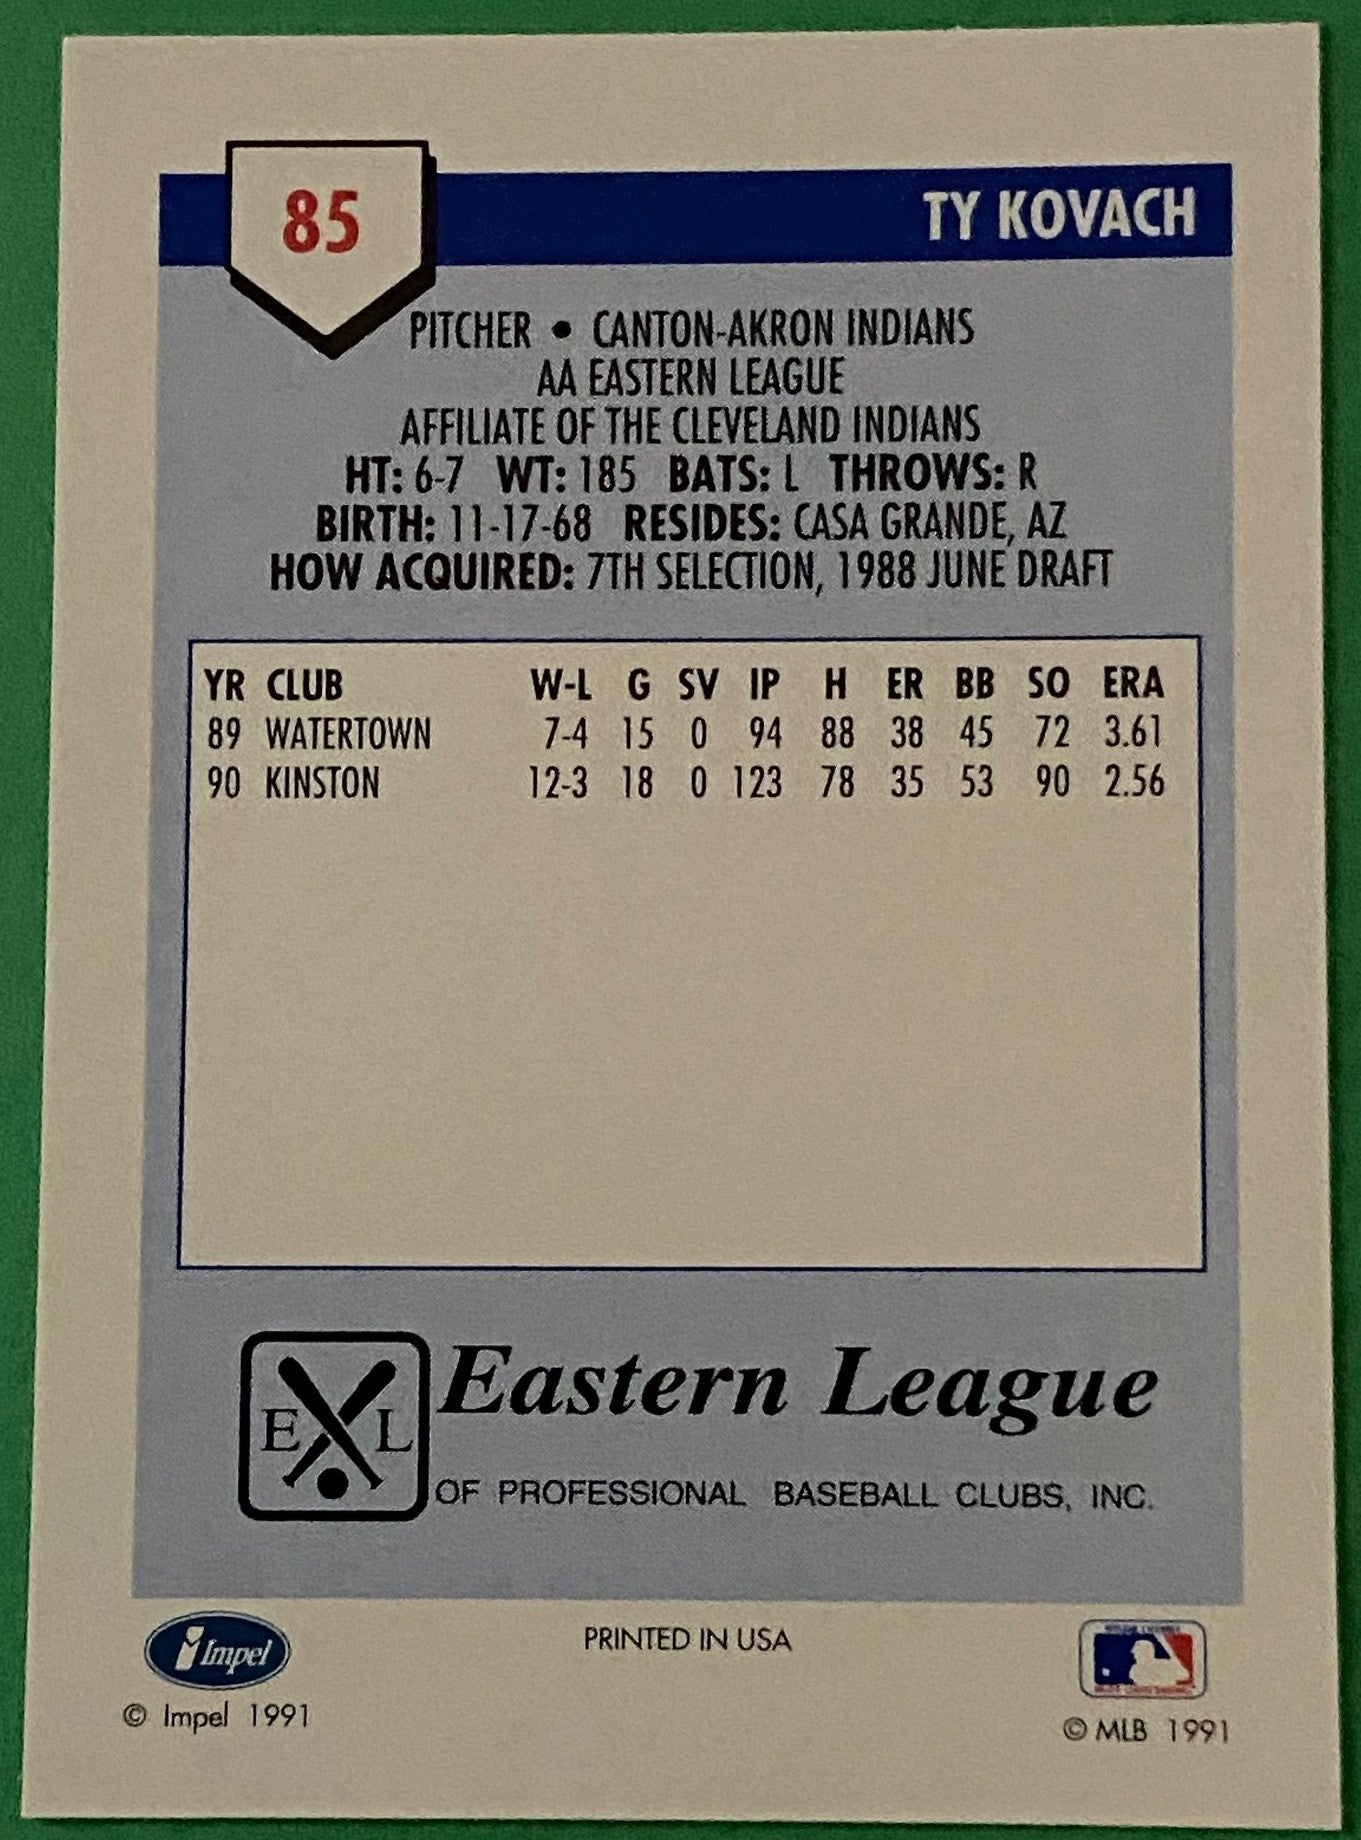 85
TY KOVACH
PITCHER • CANTON-AKRON INDIANS
AA EASTERN LEAGUE
AFFILIATE OF THE CLEVELAND INDIANS
HT: 6-7 WT: 185 BATS: L THROWS: R
BIRTH: 11-17-68 RESIDES: CASA GRANDE, AZ
HOW ACQUIRED: 7TH SELECTION, 1988 JUNE DRAFT
YR CLUB W-L G SV IP H ER BB SO ERA
89 WATERTOWN 7-4 15 0 94 88 38 45 72 3.61
90 KINSTON 12-3 18 0 123 78 35 53 90 2.56
E L Eastern League
OF PROFESSIONAL BASEBALL CLUBS, INC.
Impel
PRINTED IN USA
© Impel 1991
© MLB 1991